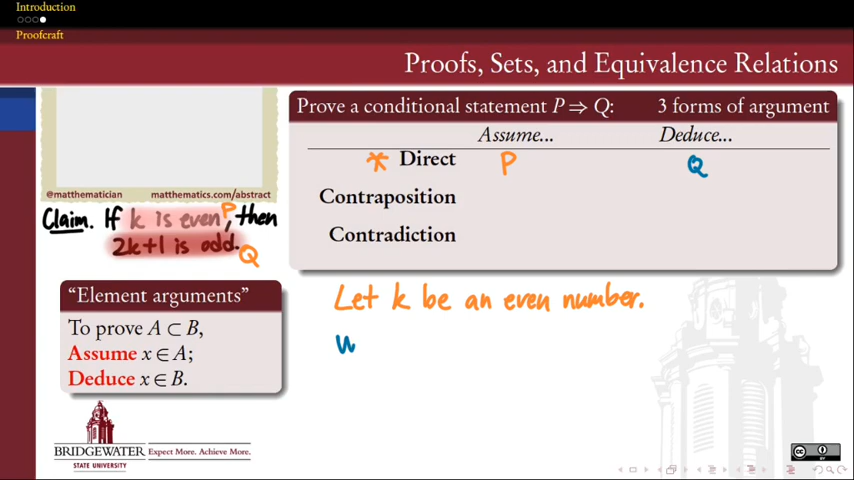 Introduction
Proofcraft
Proofs, Sets, and Equivalence Relations
@matthematician matthematics.com/abstract
Claim. If k is even, P then
2k+1 is odd. Q
"Element arguments"
To prove A ⊂ B,
Assume x ∈ A;
Deduce x ∈ B.
BRIDGEWATER
STATE UNIVERSITY
Expect More. Achieve More.
Prove a conditional statement P ⇒ Q: 3 forms of argument
Assume... Deduce...
* Direct P Q
Contraposition
Contradiction
Let k be an even number.
W
CC BY